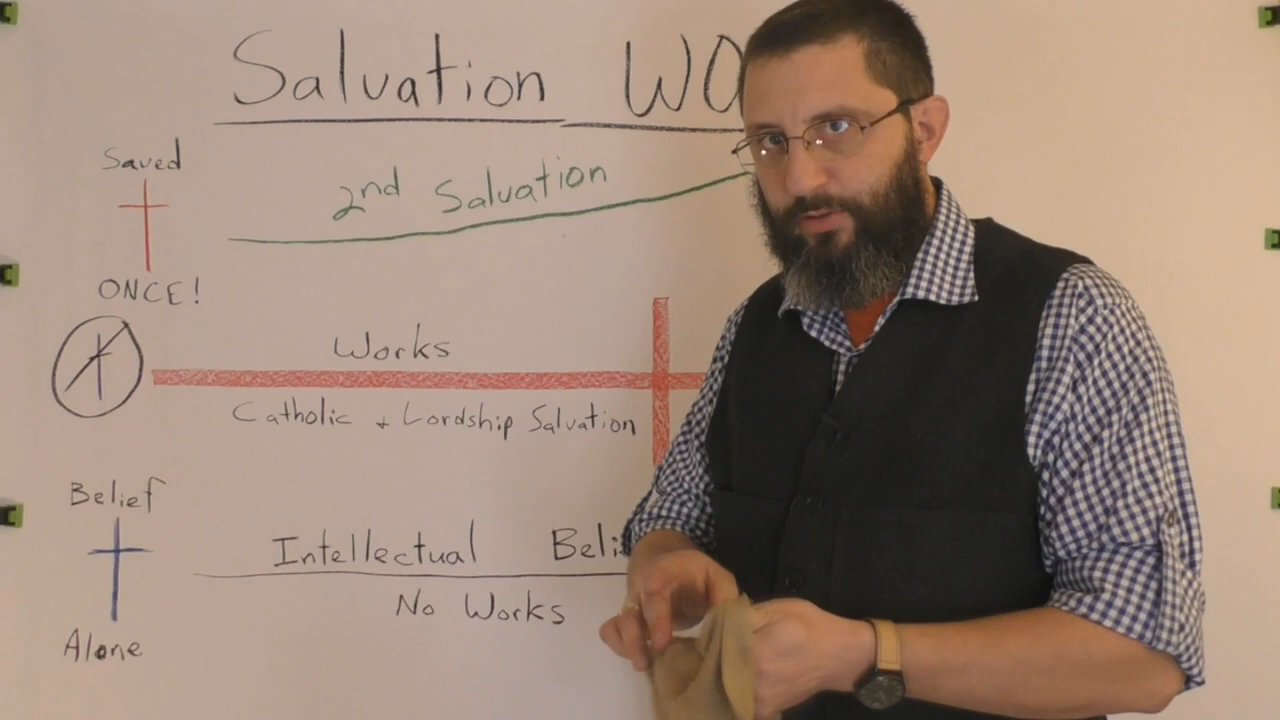 Salvation
Saved
2nd Salvation
ONCE!
Works
Catholic + Lordship Salvation
Belief
Intellectual
No Works
Alone